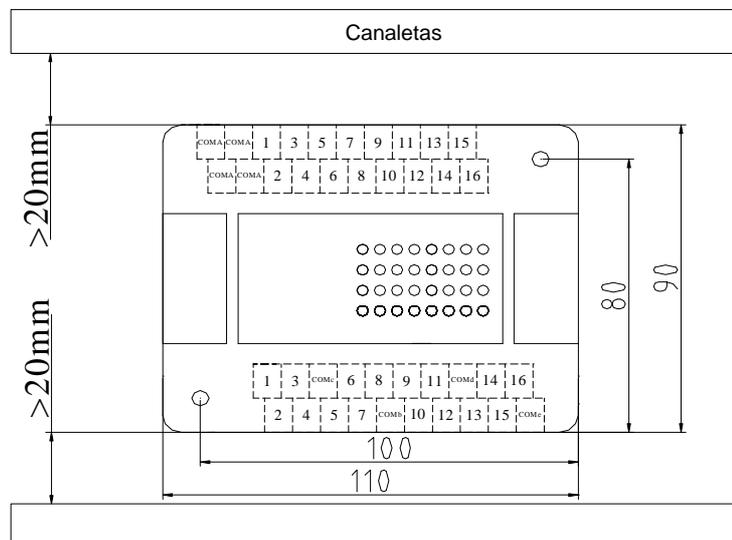 Canaletas
COMA COMA 1 3 5 7 9 11 13 15
COMA COMA 2 4 6 8 10 12 14 16
>20mm
>20mm
80
90
1 3 COMc 6 8 9 11 COMd 14 16
2 4 5 7 COMb 10 12 13 15 COMe
100
110